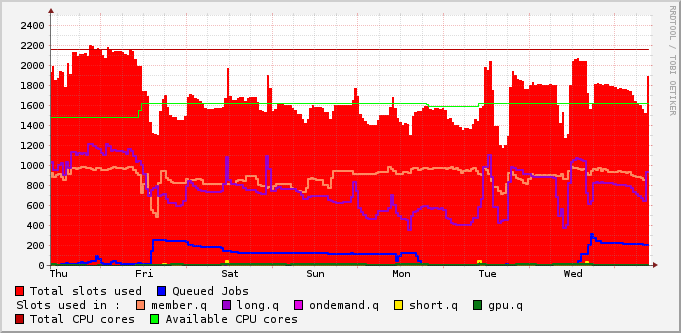 RRDTOOL / TOBI OETIKER
2400
2200
2000
1800
1600
1400
1200
1000
800
600
400
200
0
Thu Fri Sat Sun Mon Tue Wed
Total slots used Queued Jobs
Slots used in : member.q long.q ondemand.q short.q gpu.q
Total CPU cores Available CPU cores